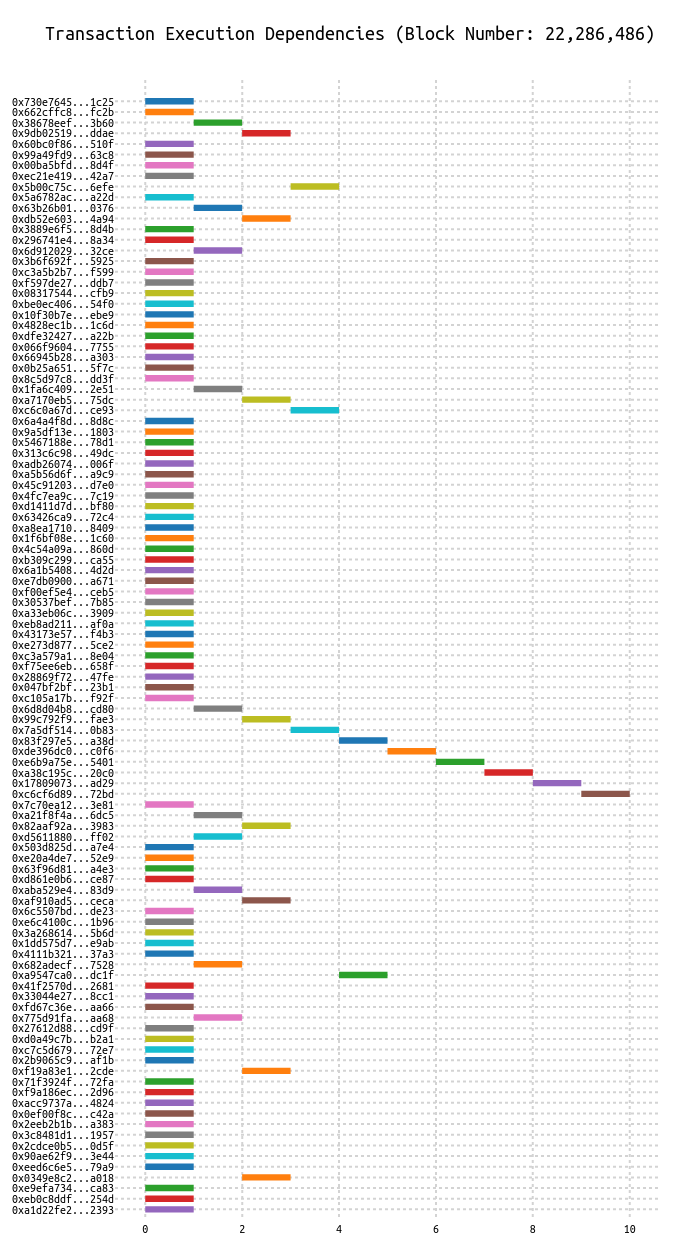 Transaction Execution Dependencies (Block Number: 22,286,486)
0x730e7645...1c25
0x662cffc8...fc2b
0x38678eef...3b60
0x9db02519...ddae
0x60bc0f86...510f
0x99a49fd9...63c8
0x00ba5bfd...8d4f
0xec21e419...42a7
0x5b00c75c...6efe
0x5a6782ac...a22d
0x63b26b01...0376
0xdb52e603...4a94
0x3889e6f5...8d4b
0x296741e4...8a34
0x6d912029...32ce
0x3b6f692f...5925
0xc3a5b2b7...f599
0xf597de27...ddb7
0x08317544...cfb9
0xbe0ec406...54f0
0x10f30b7e...ebe9
0x4828ec1b...1c6d
0xdfe32427...a22b
0x066f9604...7755
0x66945b28...a303
0x0b25a651...5f7c
0x8c5d97c8...dd3f
0x1fa6c409...2e51
0xa7170eb5...75dc
0xc6c0a67d...ce93
0x6a4a4f8d...8d8c
0x9a5df13e...1803
0x5467188e...78d1
0x313c6c98...49dc
0xadb26074...006f
0xa5b56d6f...a9c9
0x45c91203...d7e0
0x4fc7ea9c...7c19
0xd1411d7d...bf80
0x63426ca9...72c4
0xa8ea1710...8409
0x1f6bf08e...1c60
0x4c54a09a...860d
0xb309c299...ca55
0x6a1b5408...4d2d
0xe7db0900...a671
0xf00ef5e4...ceb5
0x30537bef...7b85
0xa33eb06c...3909
0xeb8ad211...af0a
0x43173e57...f4b3
0xe273d877...5ce2
0xc3a579a1...8e04
0xf75ee6eb...658f
0x28869f72...47fe
0x047bf2bf...23b1
0xc105a17b...f92f
0x6d8d04b8...cd80
0x99c792f9...fae3
0x7a5df514...0b83
0x83f297e5...a38d
0xde396dc0...c0f6
0xe6b9a75e...5401
0xa38c195c...20c0
0x17809073...ad29
0xc6cf6d89...72bd
0x7c70ea12...3e81
0xa21f8f4a...6dc5
0x82aaf92a...3983
0xd5611880...ff02
0x503d825d...a7e4
0xe20a4de7...52e9
0x63f96d81...a4e3
0xd861e0b6...ce87
0xaba529e4...83d9
0xaf910ad5...ceca
0x6c5507bd...de23
0xe6c4100c...1b96
0x3a268614...5b6d
0x1dd575d7...e9ab
0x4111b321...37a3
0x682adecf...7528
0xa9547ca0...dc1f
0x41f2570d...2681
0x33044e27...8cc1
0xfd67c36e...aa66
0x775d91fa...aa68
0x27612d88...cd9f
0xd0a49c7b...b2a1
0xc7c5d679...72e7
0x2b9065c9...af1b
0xf19a83e1...2cde
0x71f3924f...72fa
0xf9a186ec...2d96
0xacc9737a...4824
0x0ef00f8c...c42a
0x2eeb2b1b...a383
0x3c8481d1...1957
0x2cdce0b5...0d5f
0x90ae62f9...3e44
0xeed6c6e5...79a9
0x0349e8c2...a018
0xe9efa734...ca83
0xeb0c8ddf...254d
0xa1d22fe2...2393
0 2 4 6 8 10